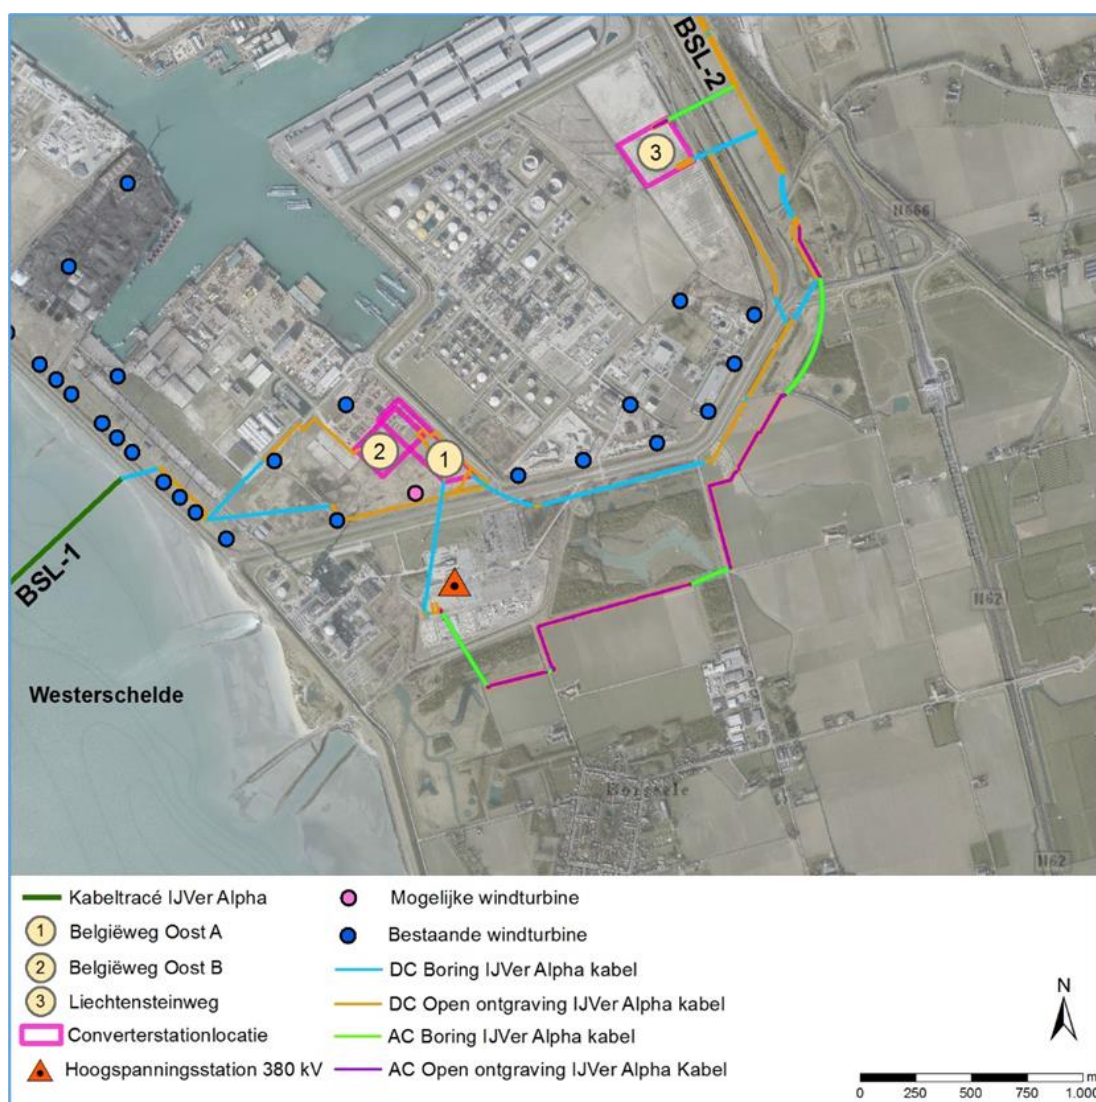 BSL-2
3
N666
2
1
BSL-1
N62
Westerschelde
Borssele
N62
Kabeltracé IJVer Alpha
1 Belgiëweg Oost A
2 Belgiëweg Oost B
3 Liechtensteinweg
Converterstationlocatie
Hoogspanningsstation 380 kV
Mogelijke windturbine
Bestaande windturbine
DC Boring IJVer Alpha kabel
DC Open ontgraving IJVer Alpha kabel
AC Boring IJVer Alpha kabel
AC Open ontgraving IJVer Alpha Kabel
N
m
0 250 500 750 1.000